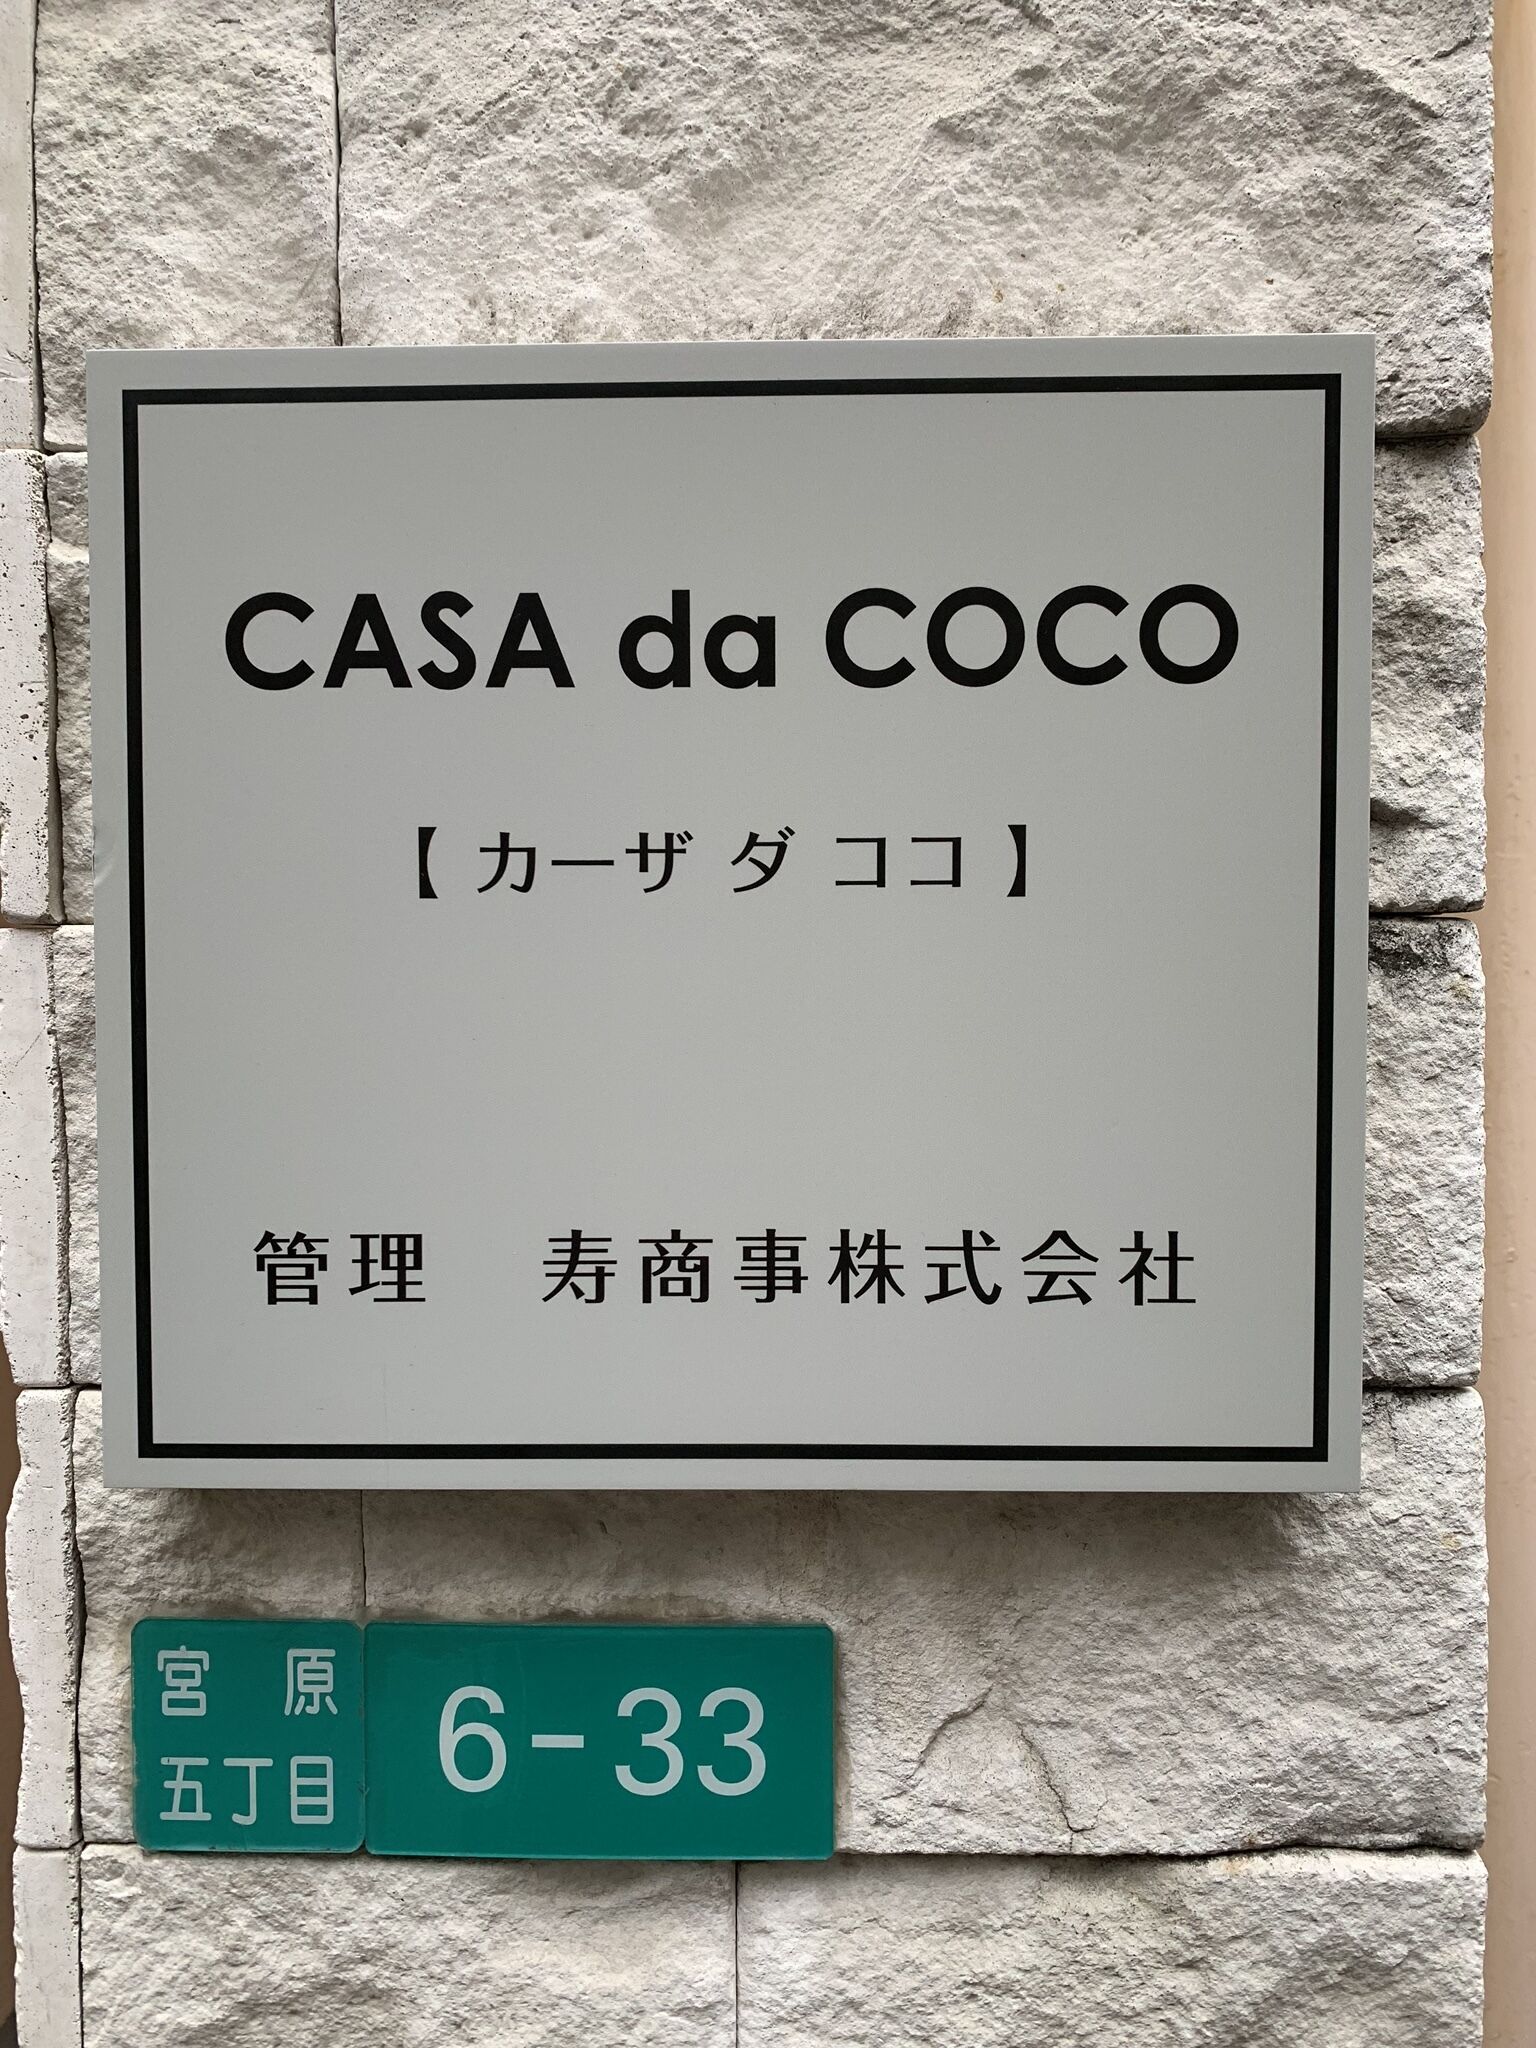 CASA da COCO
【 カーザ ダ ココ 】
管理　寿商事株式会社
宮原
五丁目
6-33